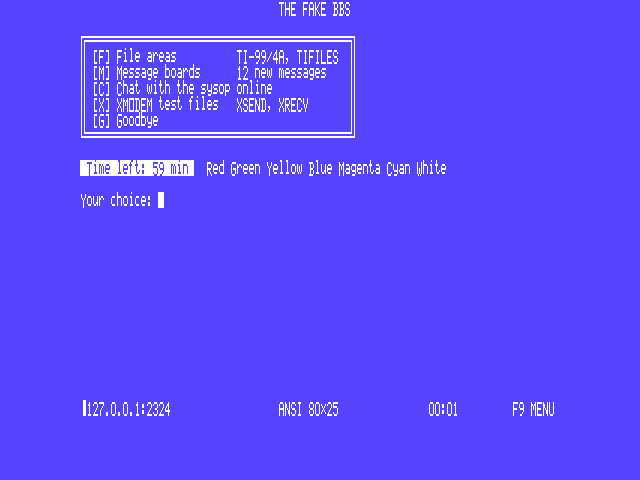 THE FAKE BBS
[F] File areas TI-99/4A, TIFILES
[M] Message boards 12 new messages
[C] Chat with the sysop online
[X] XMODEM test files XSEND, XRECV
[G] Goodbye
Time left: 59 min Red Green Yellow Blue Magenta Cyan White
Your choice:
127.0.0.1:2324 ANSI 80×25 00:01 F9 MENU